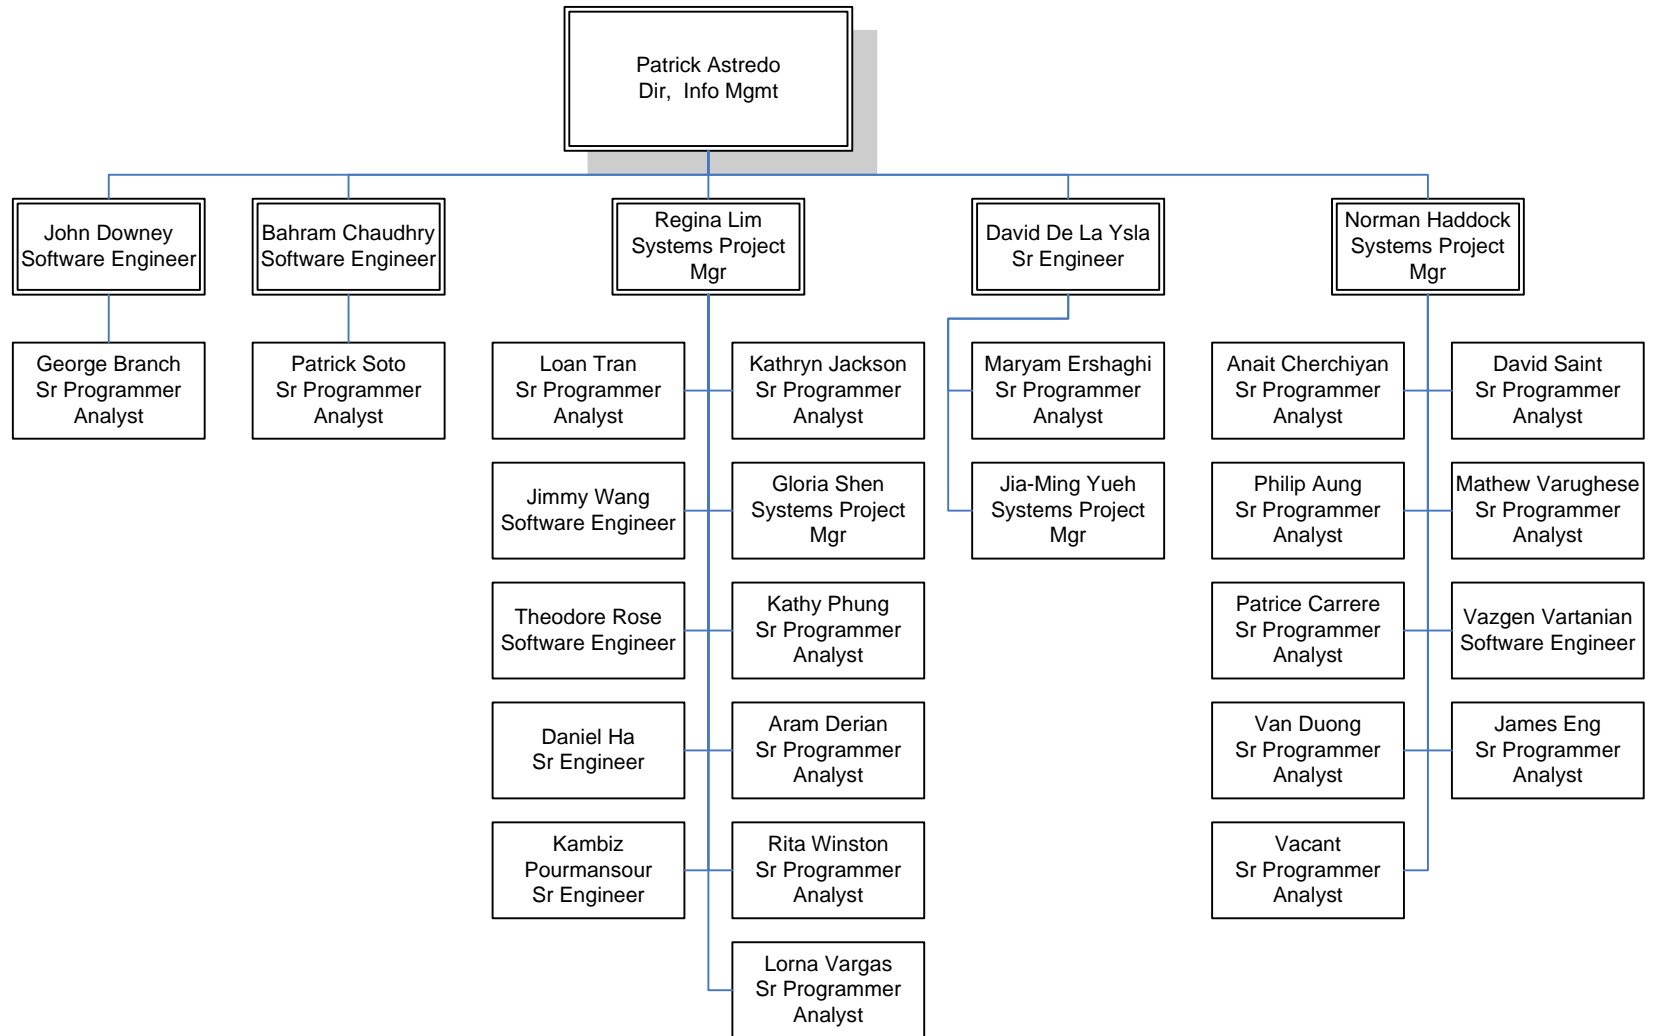 Patrick Astredo
Dir,  Info Mgmt
John Downey
Software Engineer
Bahram Chaudhry
Software Engineer
Regina Lim
Systems Project
Mgr
David De La Ysla
Sr Engineer
Norman Haddock
Systems Project
Mgr
George Branch
Sr Programmer
Analyst
Patrick Soto
Sr Programmer
Analyst
Loan Tran
Sr Programmer
Analyst
Kathryn Jackson
Sr Programmer
Analyst
Maryam Ershaghi
Sr Programmer
Analyst
Anait Cherchiyan
Sr Programmer
Analyst
David Saint
Sr Programmer
Analyst
Jimmy Wang
Software Engineer
Gloria Shen
Systems Project
Mgr
Jia-Ming Yueh
Systems Project
Mgr
Philip Aung
Sr Programmer
Analyst
Mathew Varughese
Sr Programmer
Analyst
Theodore Rose
Software Engineer
Kathy Phung
Sr Programmer
Analyst
Patrice Carrere
Sr Programmer
Analyst
Vazgen Vartanian
Software Engineer
Daniel Ha
Sr Engineer
Aram Derian
Sr Programmer
Analyst
Van Duong
Sr Programmer
Analyst
James Eng
Sr Programmer
Analyst
Kambiz
Pourmansour
Sr Engineer
Rita Winston
Sr Programmer
Analyst
Vacant
Sr Programmer
Analyst
Lorna Vargas
Sr Programmer
Analyst